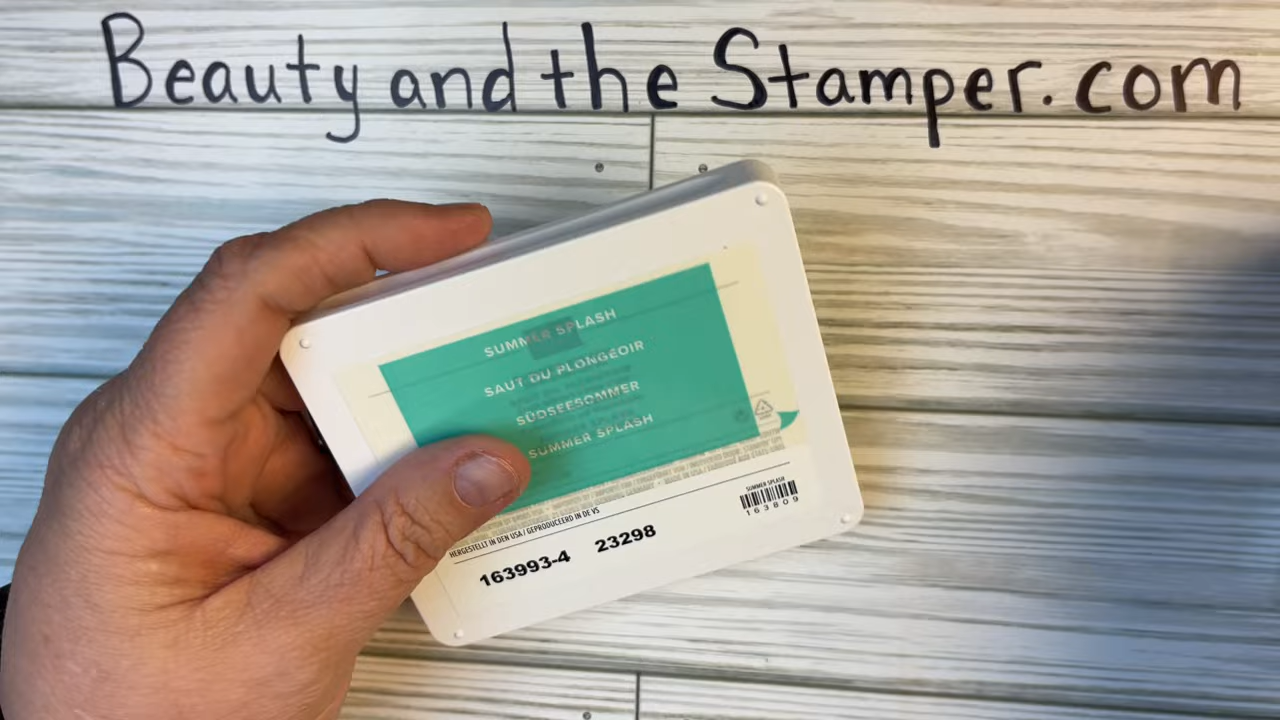 Beauty and the Stamper.com
SUMMER SPLASH
SAUT DU PLONGEOIR
SÜDSEESOMMER
SUMMER SPLASH
HERGESTELLT IN DEN USA / GEPRODUCEERD IN DE VS
SUMMER SPLASH
163809
163993-4 23298